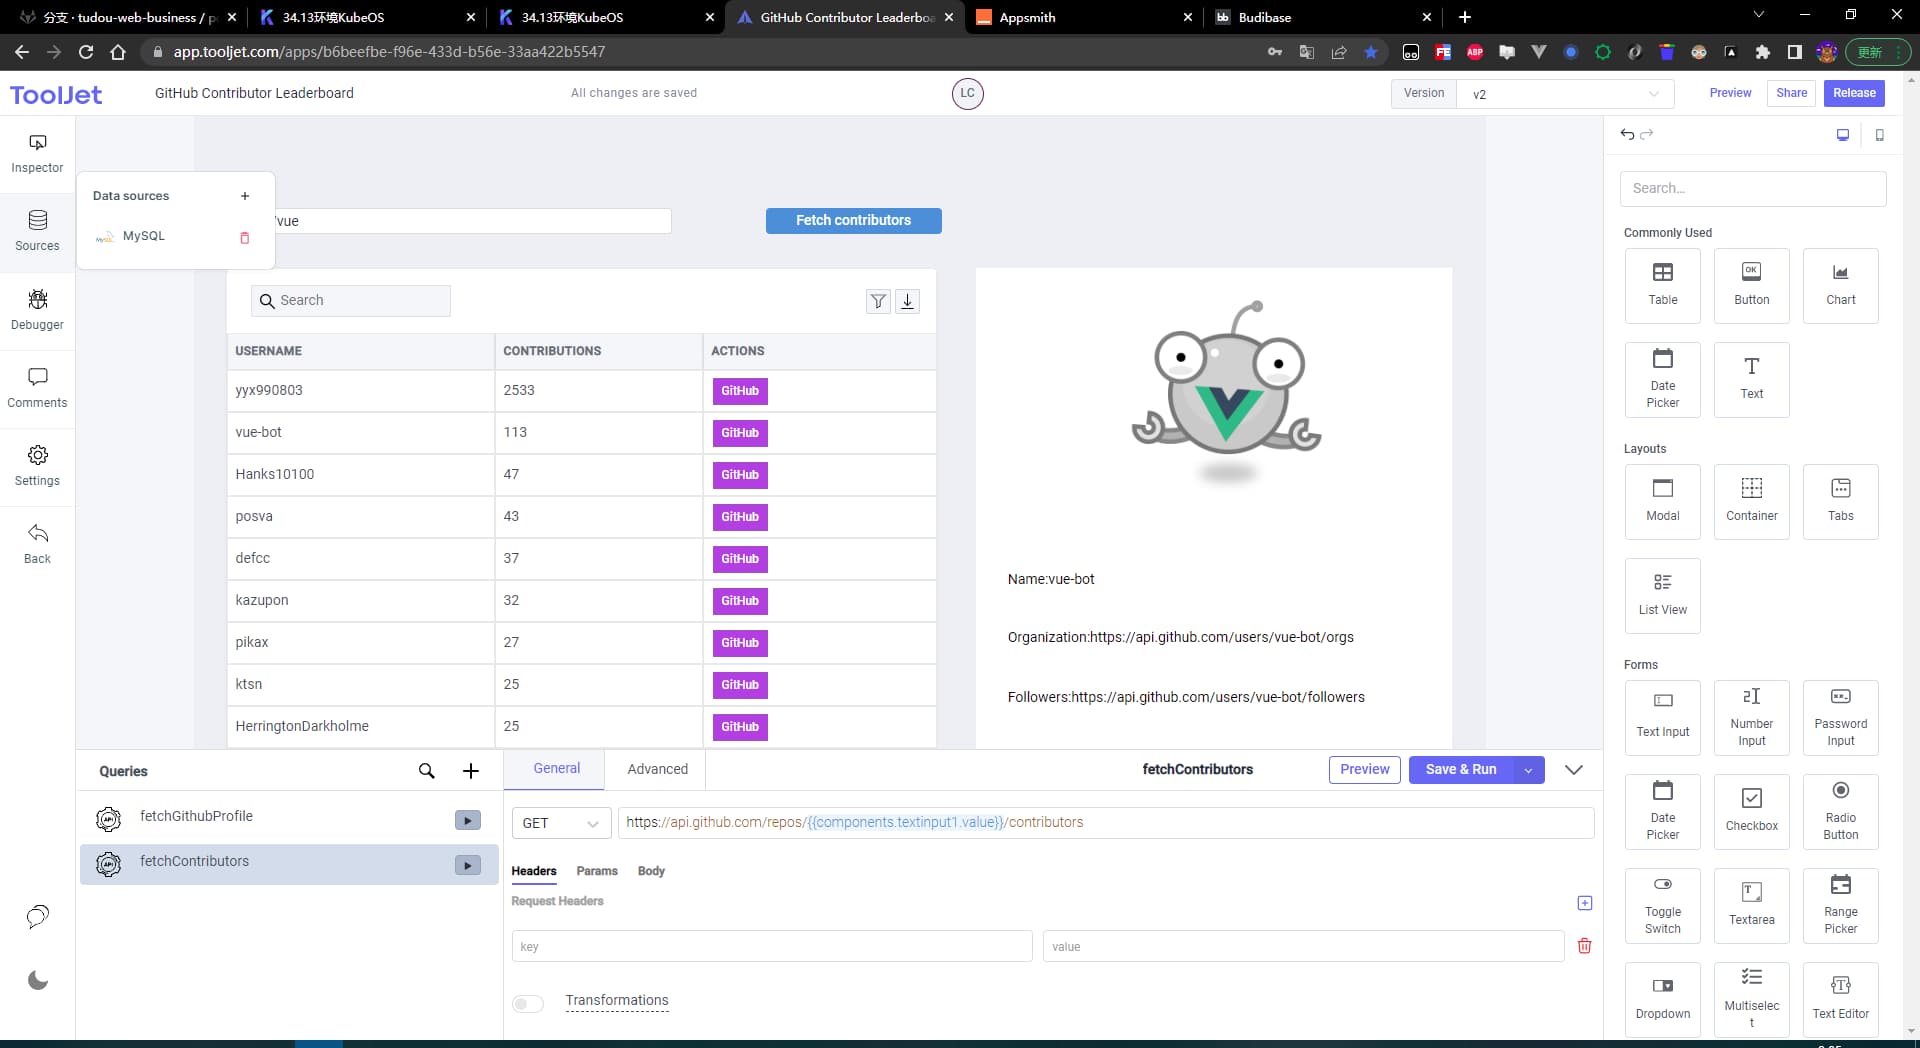 分支 · tudou-web-business / p
34.13环境KubeOS
34.13环境KubeOS
GitHub Contributor Leaderboa
Appsmith
Budibase
app.tooljet.com/apps/b6beefbe-f96e-433d-b56e-33aa422b5547
更新
ToolJet
GitHub Contributor Leaderboard
All changes are saved
LC
Version
v2
Preview
Share
Release
Inspector
Sources
Debugger
Comments
Settings
Back
Data sources
MySQL
/vue
Fetch contributors
Search
USERNAME CONTRIBUTIONS ACTIONS
yyx990803 2533 GitHub
vue-bot 113 GitHub
Hanks10100 47 GitHub
posva 43 GitHub
defcc 37 GitHub
kazupon 32 GitHub
pikax 27 GitHub
ktsn 25 GitHub
HerringtonDarkholme 25 GitHub
Name:vue-bot
Organization:https://api.github.com/users/vue-bot/orgs
Followers:https://api.github.com/users/vue-bot/followers
Search…
Commonly Used
Table
Button
Chart
Date
Picker
Text
Layouts
Modal
Container
Tabs
List View
Forms
Text Input
Number
Input
Password
Input
Date
Picker
Checkbox
Radio
Button
Toggle
Switch
Textarea
Range
Picker
Dropdown
Multiselec
t
Text Editor
Queries
fetchGithubProfile
fetchContributors
General
Advanced
fetchContributors
Preview
Save & Run
GET
https://api.github.com/repos/{{components.textinput1.value}}/contributors
Headers
Params
Body
Request Headers
key
value
Transformations